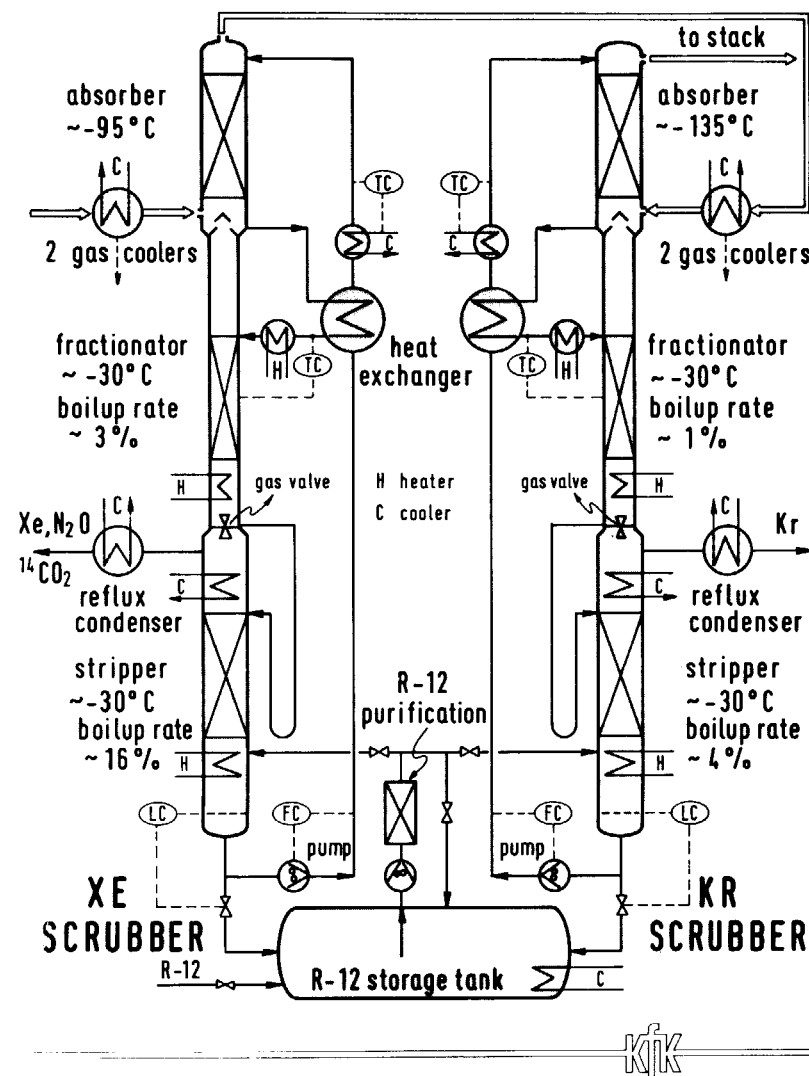 to stack
absorber
~-95°C
C
2 gas coolers
TC
C
fractionator
~ -30°C
boilup rate
~ 3%
H
TC
H
heat
exchanger
gas valve
H heater
C cooler
Xe, N2O
14CO2
C
reflux
condenser
C
stripper
~-30°C
boilup rate
~ 16%
H
LC
FC
pump
XE
SCRUBBER
absorber
~-135°C
C
2 gas coolers
TC
C
fractionator
~ -30°C
boilup rate
~ 1%
TC
H
H
gas valve
Kr
C
reflux
condenser
C
stripper
~-30°C
boilup rate
~ 4%
H
FC
LC
pump
KR
SCRUBBER
R-12
purification
R-12
R-12 storage tank
C
KfK